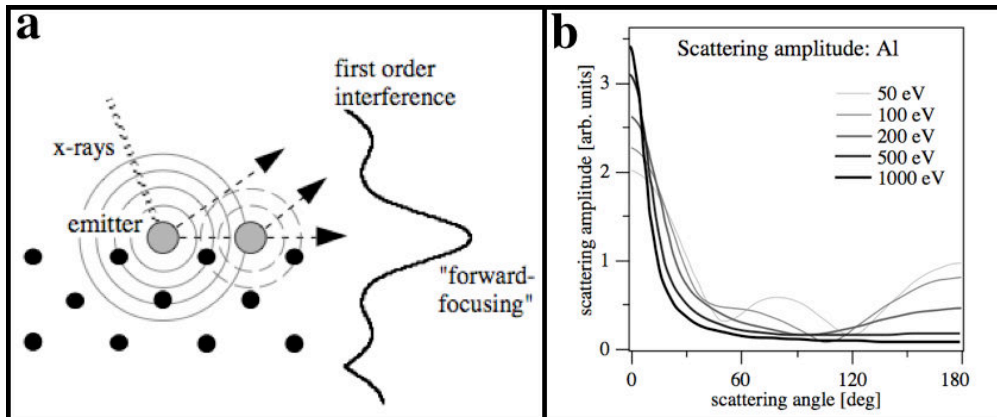 a
first order
interference
x-rays
emitter
"forward-
focusing"
b
Scattering amplitude: Al
50 eV
100 eV
200 eV
500 eV
1000 eV
scattering amplitude [arb. units]
3
2
1
0
0
60
120
180
scattering angle [deg]